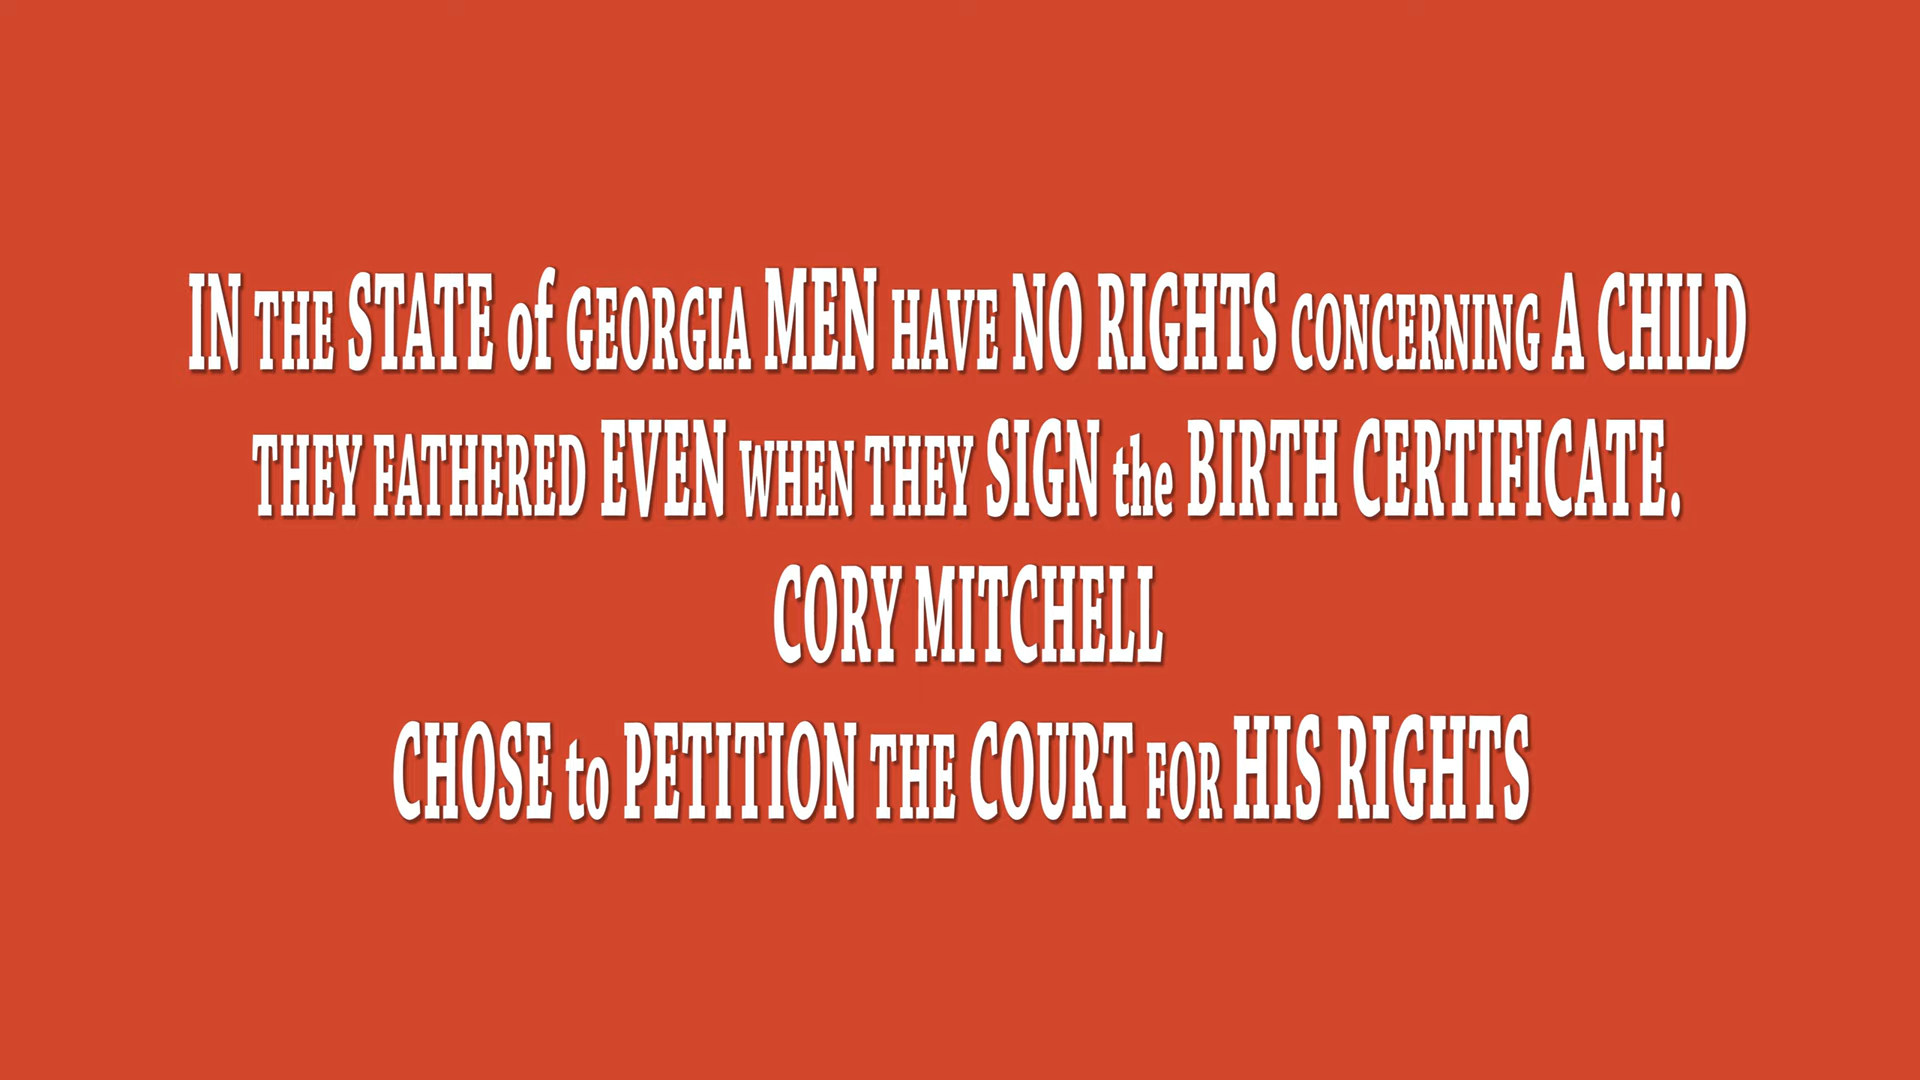 IN THE STATE of GEORGIA MEN HAVE NO RIGHTS CONCERNING A CHILD
THEY FATHERED EVEN WHEN THEY SIGN the BIRTH CERTIFICATE.
CORY MITCHELL
CHOSE to PETITION THE COURT FOR HIS RIGHTS